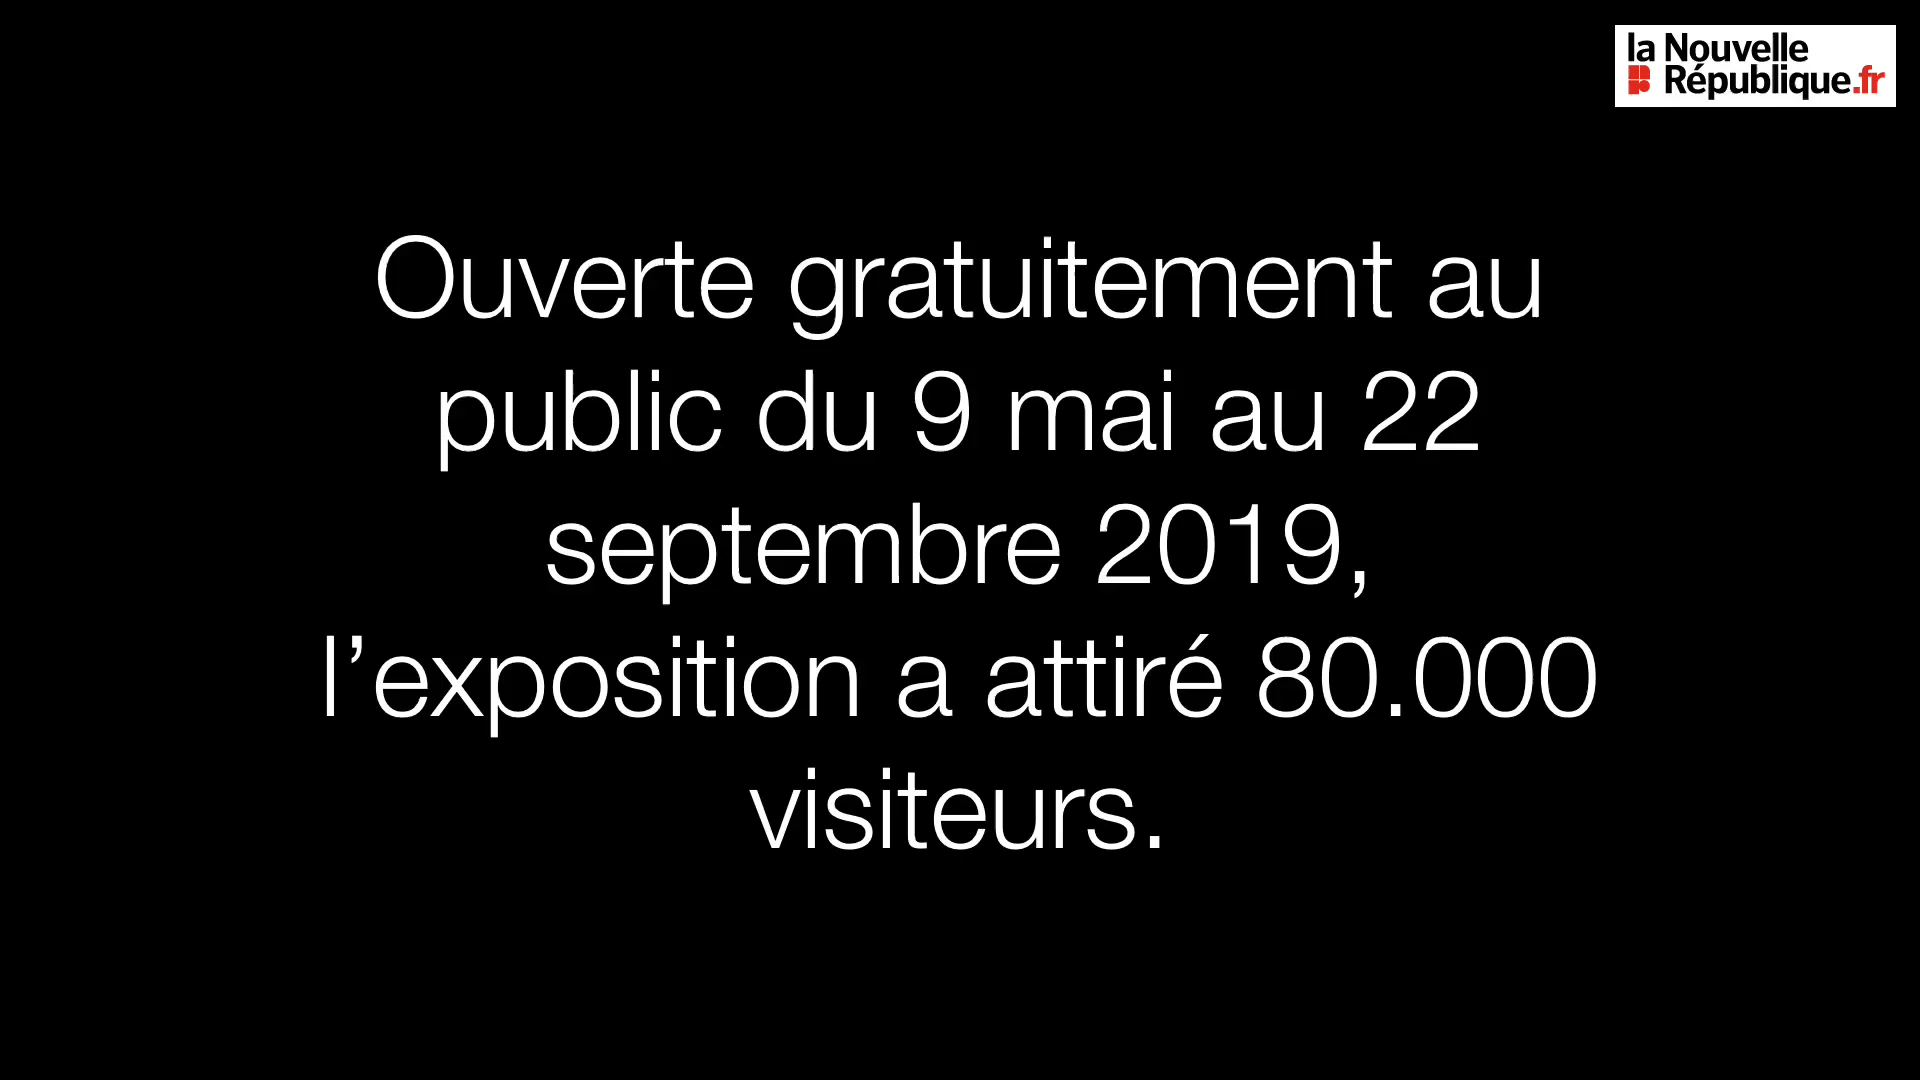 la Nouvelle
République.fr
Ouverte gratuitement au
public du 9 mai au 22
septembre 2019,
l’exposition a attiré 80.000
visiteurs.